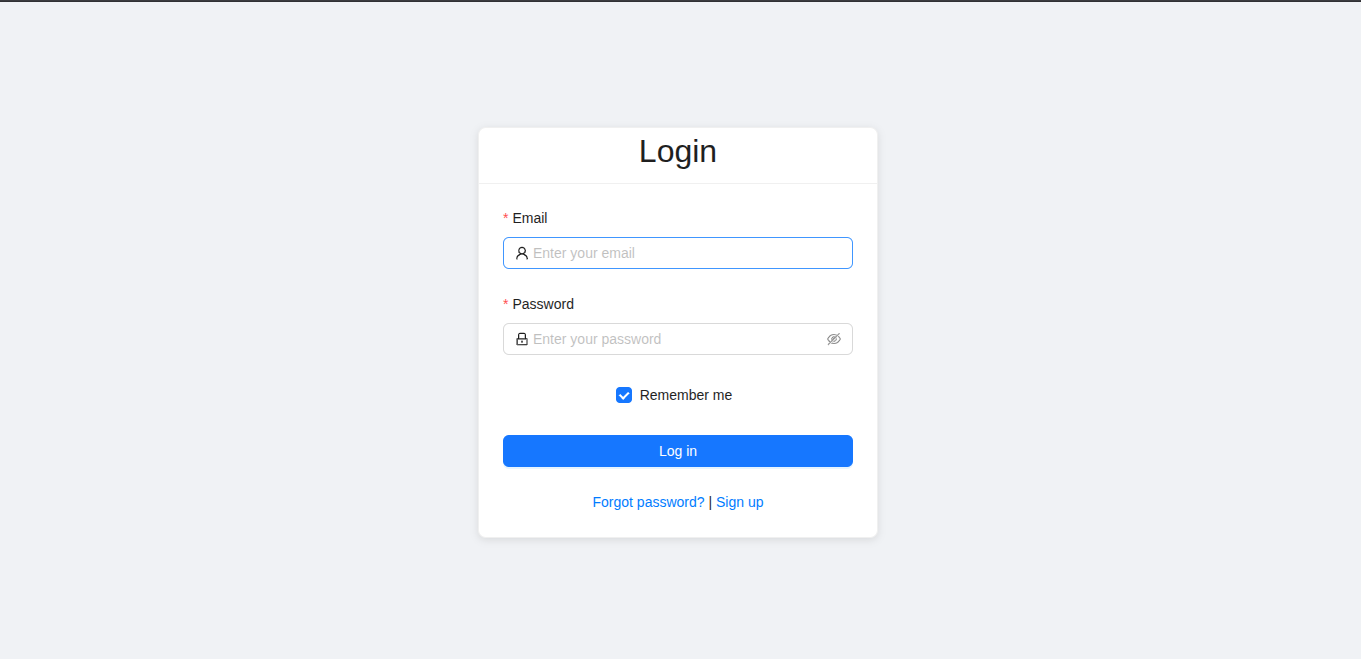 Login
* Email
Enter your email
* Password
Enter your password
Remember me
Log in
Forgot password? | Sign up